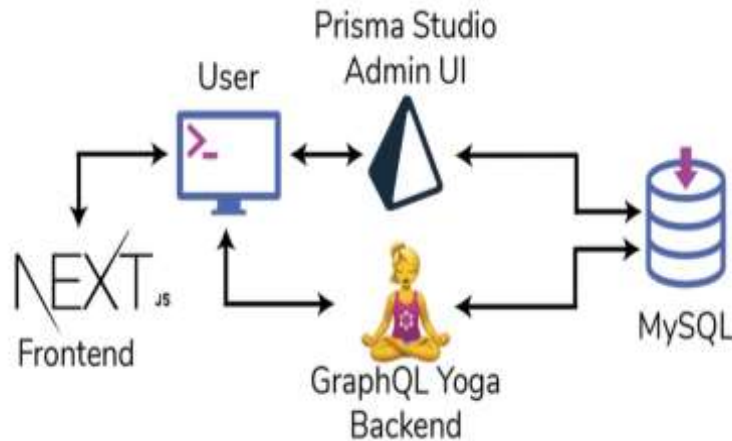 Prisma Studio
Admin UI
User
>_
NEXT.JS
Frontend
GraphQL Yoga
Backend
MySQL